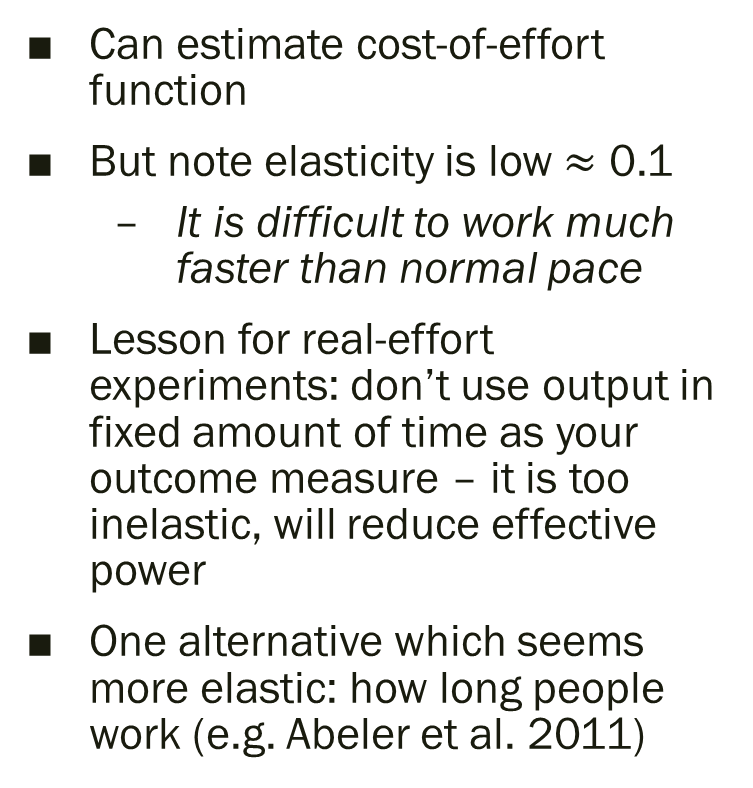 ■ Can estimate cost-of-effort
function
■ But note elasticity is low ≈ 0.1
– It is difficult to work much
faster than normal pace
■ Lesson for real-effort
experiments: don’t use output in
fixed amount of time as your
outcome measure – it is too
inelastic, will reduce effective
power
■ One alternative which seems
more elastic: how long people
work (e.g. Abeler et al. 2011)